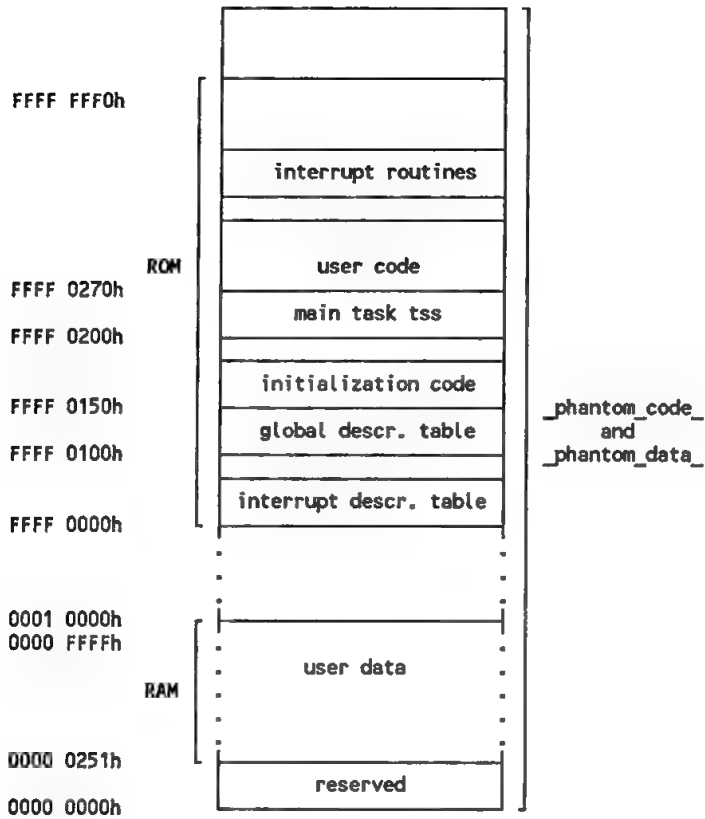 FFFF FFF0h
interrupt routines
ROM
user code
FFFF 0270h
main task tss
FFFF 0200h
initialization code
FFFF 0150h
_phantom_code_
global descr. table
and
FFFF 0100h
_phantom_data_
interrupt descr. table
FFFF 0000h
0001 0000h
0000 FFFFh
user data
RAM
0000 0251h
reserved
0000 0000h